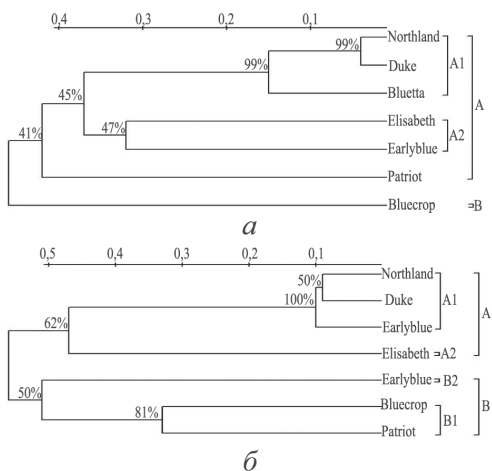 0,4 0,3 0,2 0,1
Northland
99%
Duke
A1
99%
Bluetta
A
45%
Elisabeth
47%
A2
Earlyblue
41%
Patriot
Bluecrop B
а
0,5 0,4 0,3 0,2 0,1
Northland
50%
Duke A1
100%
Earlyblue
A
62%
Elisabeth A2
Earlyblue B2
50%
Bluecrop
B
81%
B1
Patriot
б